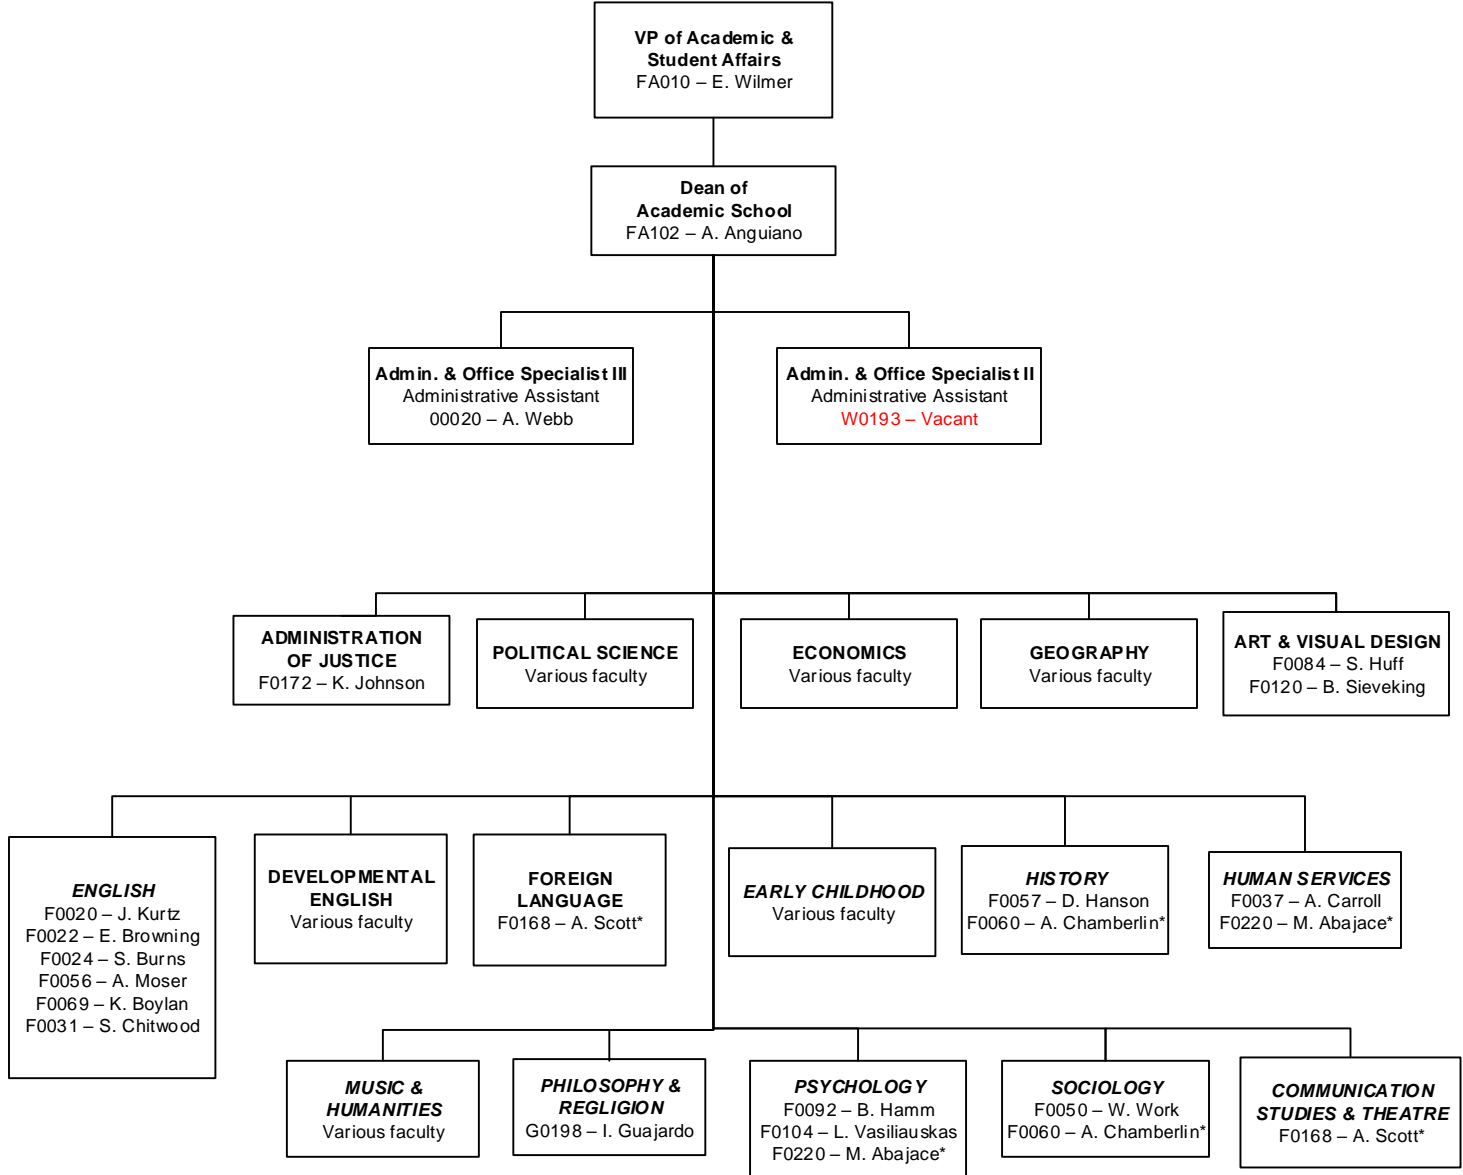 VP of Academic &
Student Affairs
FA010 – E. Wilmer
Dean of
Academic School
FA102 – A. Anguiano
Admin. & Office Specialist III
Administrative Assistant
00020 – A. Webb
Admin. & Office Specialist II
Administrative Assistant
W0193 – Vacant
ADMINISTRATION
OF JUSTICE
F0172 – K. Johnson
POLITICAL SCIENCE
Various faculty
ECONOMICS
Various faculty
GEOGRAPHY
Various faculty
ART & VISUAL DESIGN
F0084 – S. Huff
F0120 – B. Sieveking
ENGLISH
F0020 – J. Kurtz
F0022 – E. Browning
F0024 – S. Burns
F0056 – A. Moser
F0069 – K. Boylan
F0031 – S. Chitwood
DEVELOPMENTAL
ENGLISH
Various faculty
FOREIGN
LANGUAGE
F0168 – A. Scott*
EARLY CHILDHOOD
Various faculty
HISTORY
F0057 – D. Hanson
F0060 – A. Chamberlin*
HUMAN SERVICES
F0037 – A. Carroll
F0220 – M. Abajace*
MUSIC &
HUMANITIES
Various faculty
PHILOSOPHY &
REGLIGION
G0198 – I. Guajardo
PSYCHOLOGY
F0092 – B. Hamm
F0104 – L. Vasiliauskas
F0220 – M. Abajace*
SOCIOLOGY
F0050 – W. Work
F0060 – A. Chamberlin*
COMMUNICATION
STUDIES & THEATRE
F0168 – A. Scott*